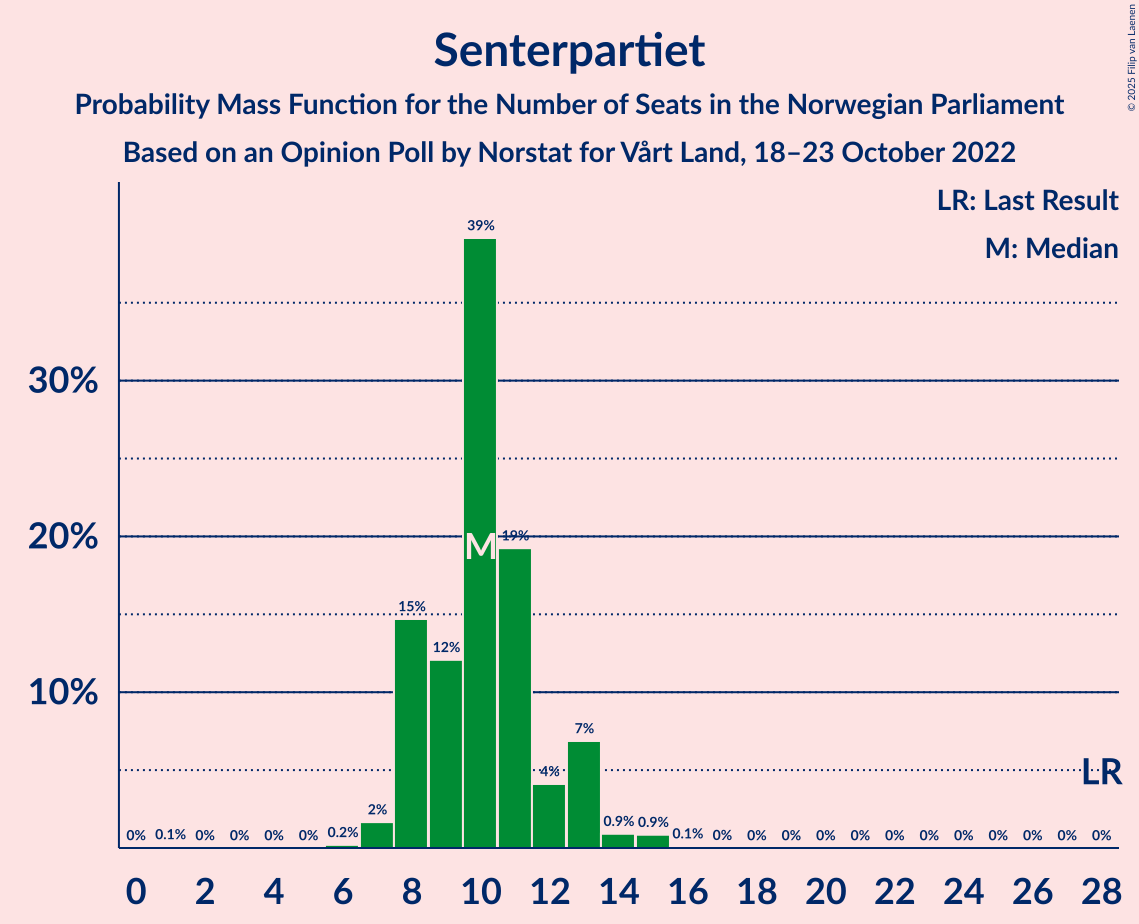 Senterpartiet
Probability Mass Function for the Number of Seats in the Norwegian Parliament
Based on an Opinion Poll by Norstat for Vårt Land, 18–23 October 2022
© 2025 Filip van Laenen
LR: Last Result
M: Median
39%
30%
20%
M
19%
15%
12%
10%
7%
4%
LR
2%
0% 0.1% 0% 0% 0% 0% 0.2% 0.9% 0.9% 0.1% 0% 0% 0% 0% 0% 0% 0% 0% 0% 0% 0% 0%
0 2 4 6 8 10 12 14 16 18 20 22 24 26 28